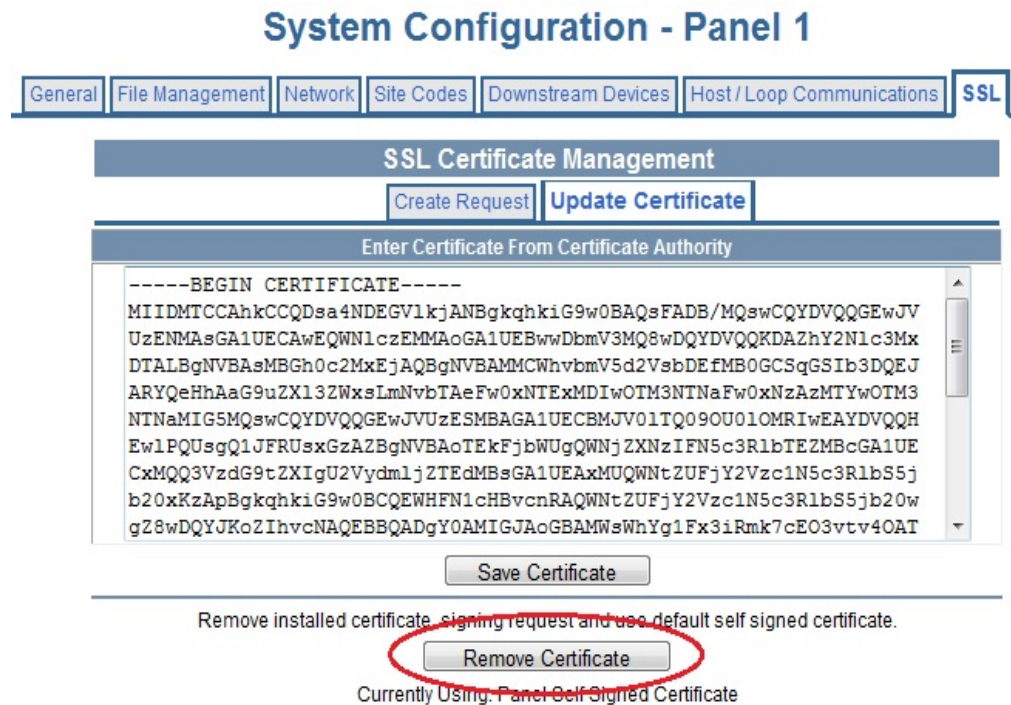 System Configuration - Panel 1
General File Management Network Site Codes Downstream Devices Host / Loop Communications SSL
SSL Certificate Management
Create Request Update Certificate
Enter Certificate From Certificate Authority
-----BEGIN CERTIFICATE-----
MIIDMTCCAhkCCQDsa4NDEGVlkjANBgkqhkiG9w0BAQsFADB/MQswCQYDVQQGEwJV
UzENMAsGA1UECAwEQWNlczEMMAoGA1UEBwwDbmV3MQ8wDQYDVQQKDAZhY2Nlc3Mx
DTALBgNVBAsMBGh0c2MxEjAQBgNVBAMMCWhvbmV5d2VsbDEfMB0GCSqGSIb3DQEJ
ARYQeHhAaG9uZXl3ZWxsLmNvbTAeFw0xNTExMDIwOTM3NTNaFw0xNzAzMTYwOTM3
NTNaMIG5MQswCQYDVQQGEwJVUzESMBAGA1UECBMJV0lTQ09OU0lOMRIwEAYDVQQH
EwlPQUsgQ1JFRUsxGzAZBgNVBAoTEkFjbWUgQWNjZXNzIFN5c3RlbTEZMBcGA1UE
CxMQQ3VzdG9tZXIgU2VydmljZTEdMBsGA1UEAxMUQWNtZUFjY2Vzc1N5c3RlbS5j
b20xKzApBgkqhkiG9w0BCQEWHFN1cHBvcnRAQWNtZUFjY2Vzc1N5c3RlbS5jb20w
gZ8wDQYJKoZIhvcNAQEBBQADgY0AMIGJAoGBAMWsWhYg1Fx3iRmk7cEO3vtv4OAT
Save Certificate
Remove installed certificate, signing request and use default self signed certificate.
Remove Certificate
Currently Using: Panel Self Signed Certificate